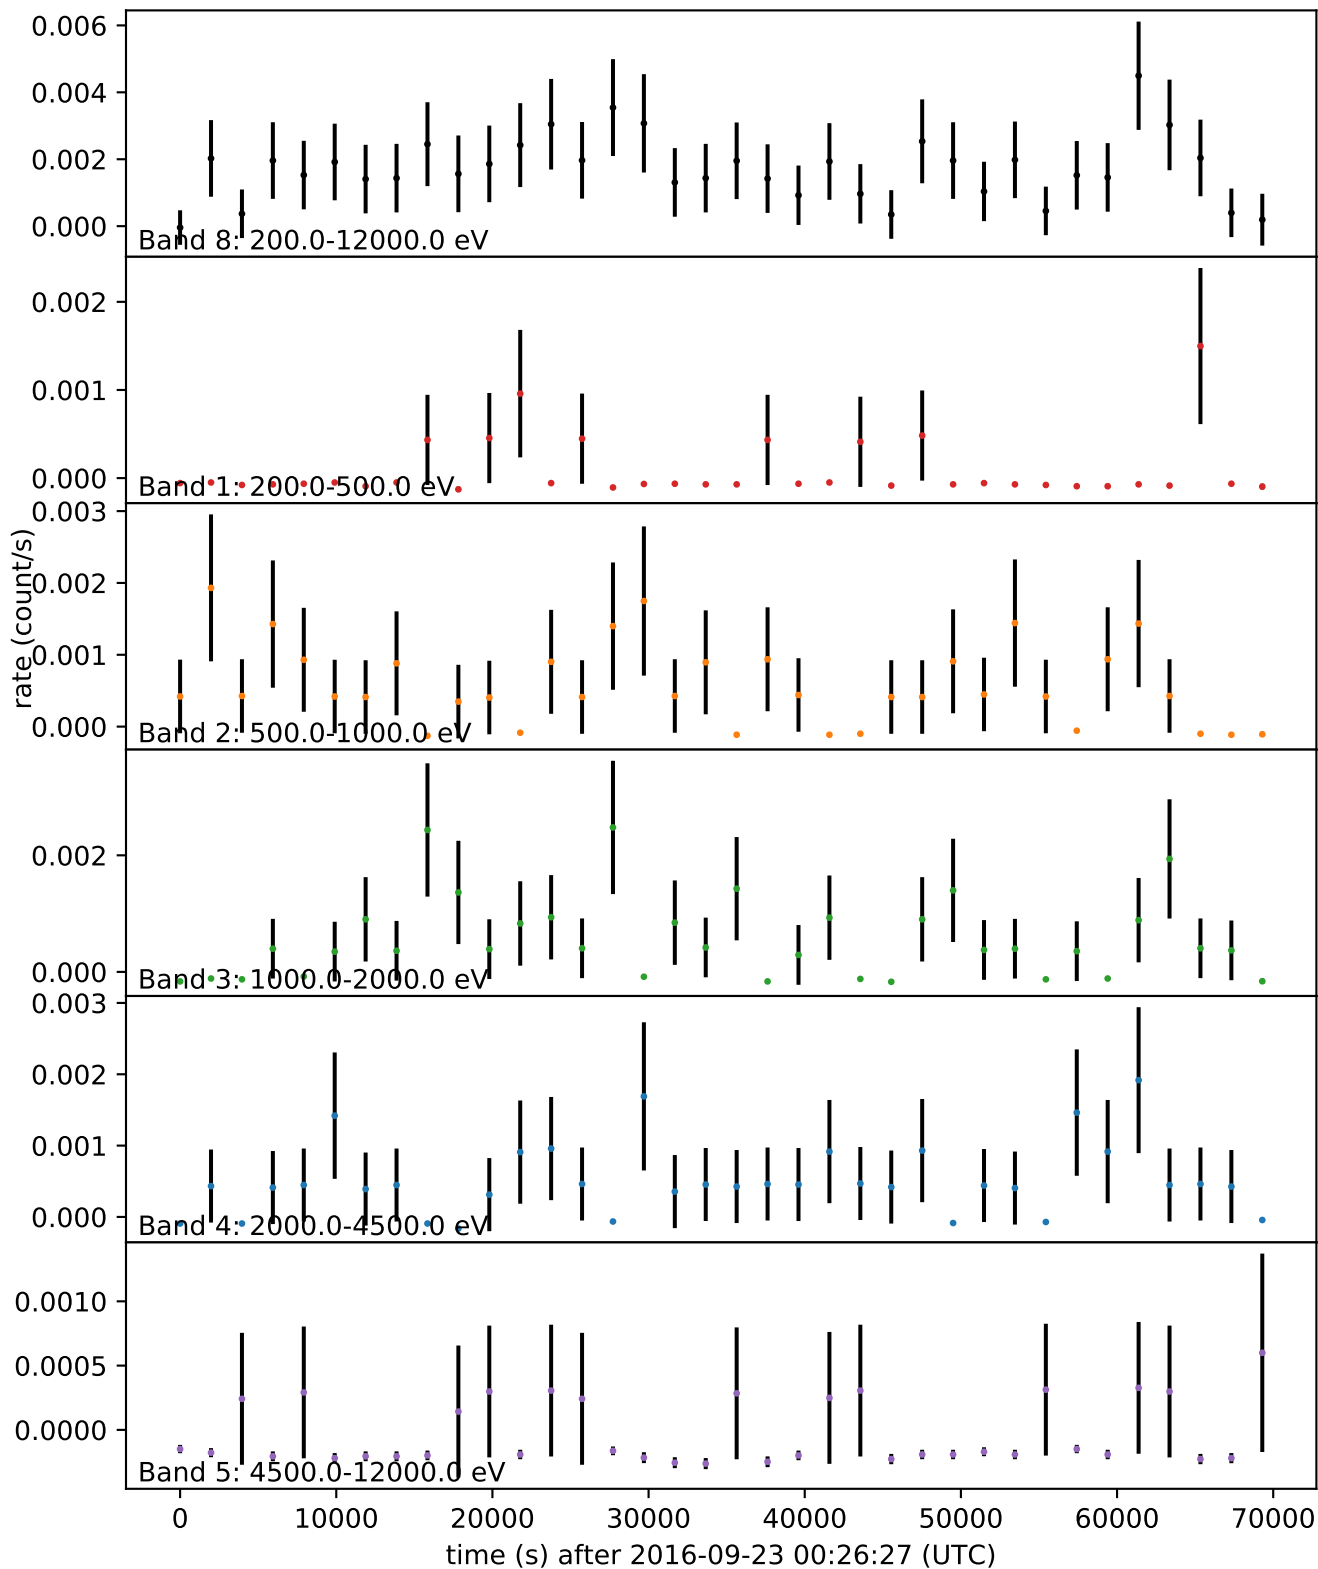 0.006
0.004
0.002
0.000
Band 8: 200.0-12000.0 eV
0.002
0.001
0.000
Band 1: 200.0-500.0 eV
0.003
0.002
0.001
0.000
Band 2: 500.0-1000.0 eV
rate (count/s)
0.002
0.000
Band 3: 1000.0-2000.0 eV
0.003
0.002
0.001
0.000
Band 4: 2000.0-4500.0 eV
0.0010
0.0005
0.0000
Band 5: 4500.0-12000.0 eV
0 10000 20000 30000 40000 50000 60000 70000
time (s) after 2016-09-23 00:26:27 (UTC)